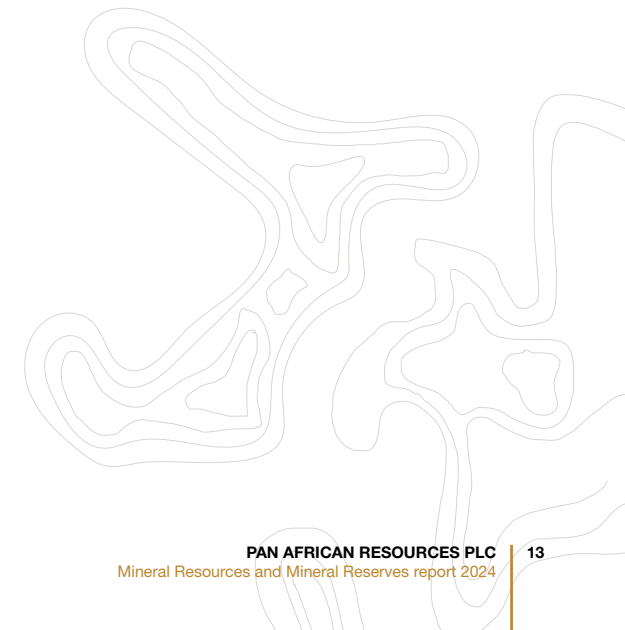 PAN AFRICAN RESOURCES PLC 13
Mineral Resources and Mineral Reserves report 2024